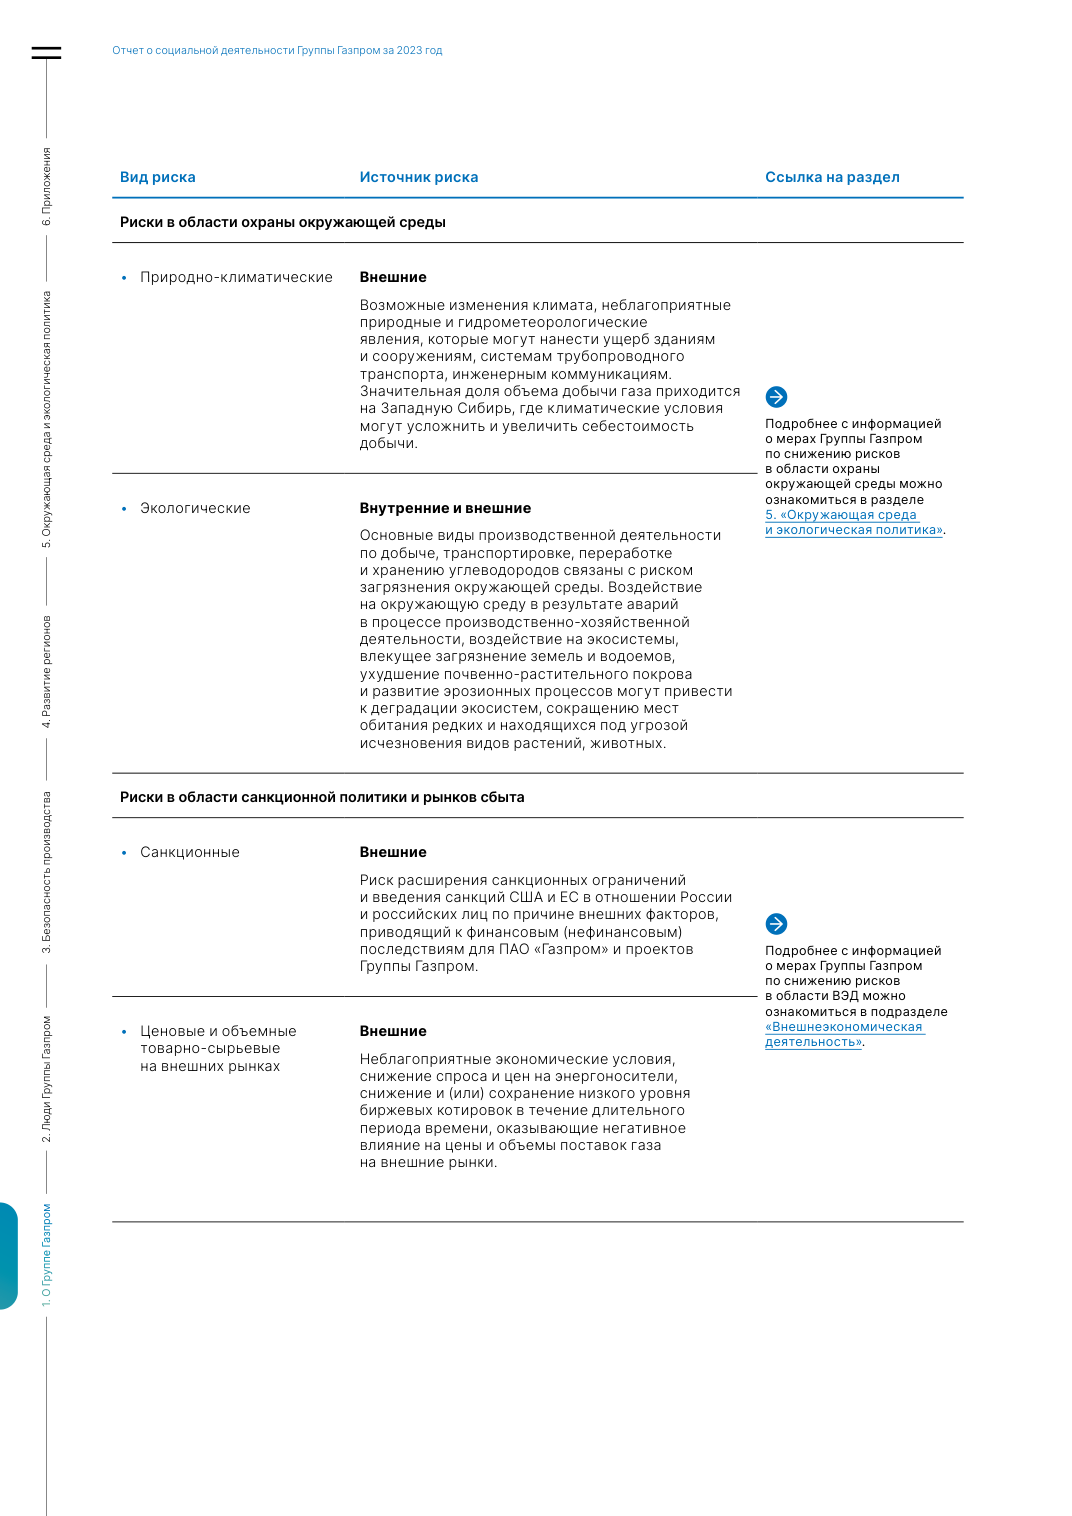 Отчет о социальной деятельности Группы Газпром за 2023 год
6. Приложения
5. Окружающая среда и экологическая политика
4. Развитие регионов
3. Безопасность производства
2. Люди Группы Газпром
1. О Группе Газпром
Вид риска
Источник риска
Ссылка на раздел
Риски в области охраны окружающей среды
• Природно-климатические
Внешние
Возможные изменения климата, неблагоприятные
природные и гидрометеорологические
явления, которые могут нанести ущерб зданиям
и сооружениям, системам трубопроводного
транспорта, инженерным коммуникациям.
Значительная доля объема добычи газа приходится
на Западную Сибирь, где климатические условия
могут усложнить и увеличить себестоимость
добычи.
• Экологические
Внутренние и внешние
Основные виды производственной деятельности
по добыче, транспортировке, переработке
и хранению углеводородов связаны с риском
загрязнения окружающей среды. Воздействие
на окружающую среду в результате аварий
в процессе производственно-хозяйственной
деятельности, воздействие на экосистемы,
влекущее загрязнение земель и водоемов,
ухудшение почвенно-растительного покрова
и развитие эрозионных процессов могут привести
к деградации экосистем, сокращению мест
обитания редких и находящихся под угрозой
исчезновения видов растений, животных.
Подробнее с информацией
о мерах Группы Газпром
по снижению рисков
в области охраны
окружающей среды можно
ознакомиться в разделе
5. «Окружающая среда
и экологическая политика».
Риски в области санкционной политики и рынков сбыта
• Санкционные
Внешние
Риск расширения санкционных ограничений
и введения санкций США и ЕС в отношении России
и российских лиц по причине внешних факторов,
приводящий к финансовым (нефинансовым)
последствиям для ПАО «Газпром» и проектов
Группы Газпром.
• Ценовые и объемные
товарно-сырьевые
на внешних рынках
Внешние
Неблагоприятные экономические условия,
снижение спроса и цен на энергоносители,
снижение и (или) сохранение низкого уровня
биржевых котировок в течение длительного
периода времени, оказывающие негативное
влияние на цены и объемы поставок газа
на внешние рынки.
Подробнее с информацией
о мерах Группы Газпром
по снижению рисков
в области ВЭД можно
ознакомиться в подразделе
«Внешнеэкономическая
деятельность».